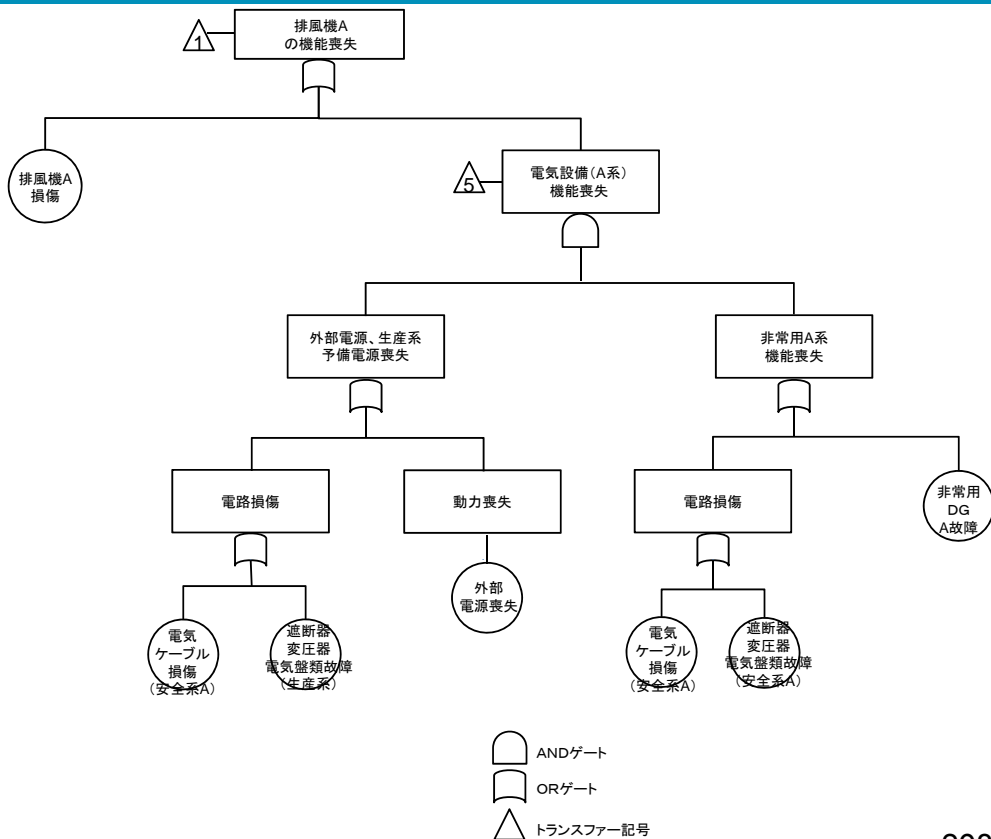 1
排風機A
の機能喪失
排風機A
損傷
5
電気設備(A系)
機能喪失
外部電源、生産系
予備電源喪失
非常用A系
機能喪失
電路損傷
動力喪失
電路損傷
非常用
DG
A故障
外部
電源喪失
電気
ケーブル
損傷
(安全系A)
遮断器
変圧器
電気盤類故障
(生産系)
電気
ケーブル
損傷
(安全系A)
遮断器
変圧器
電気盤類故障
(安全系A)
ANDゲート
ORゲート
トランスファー記号